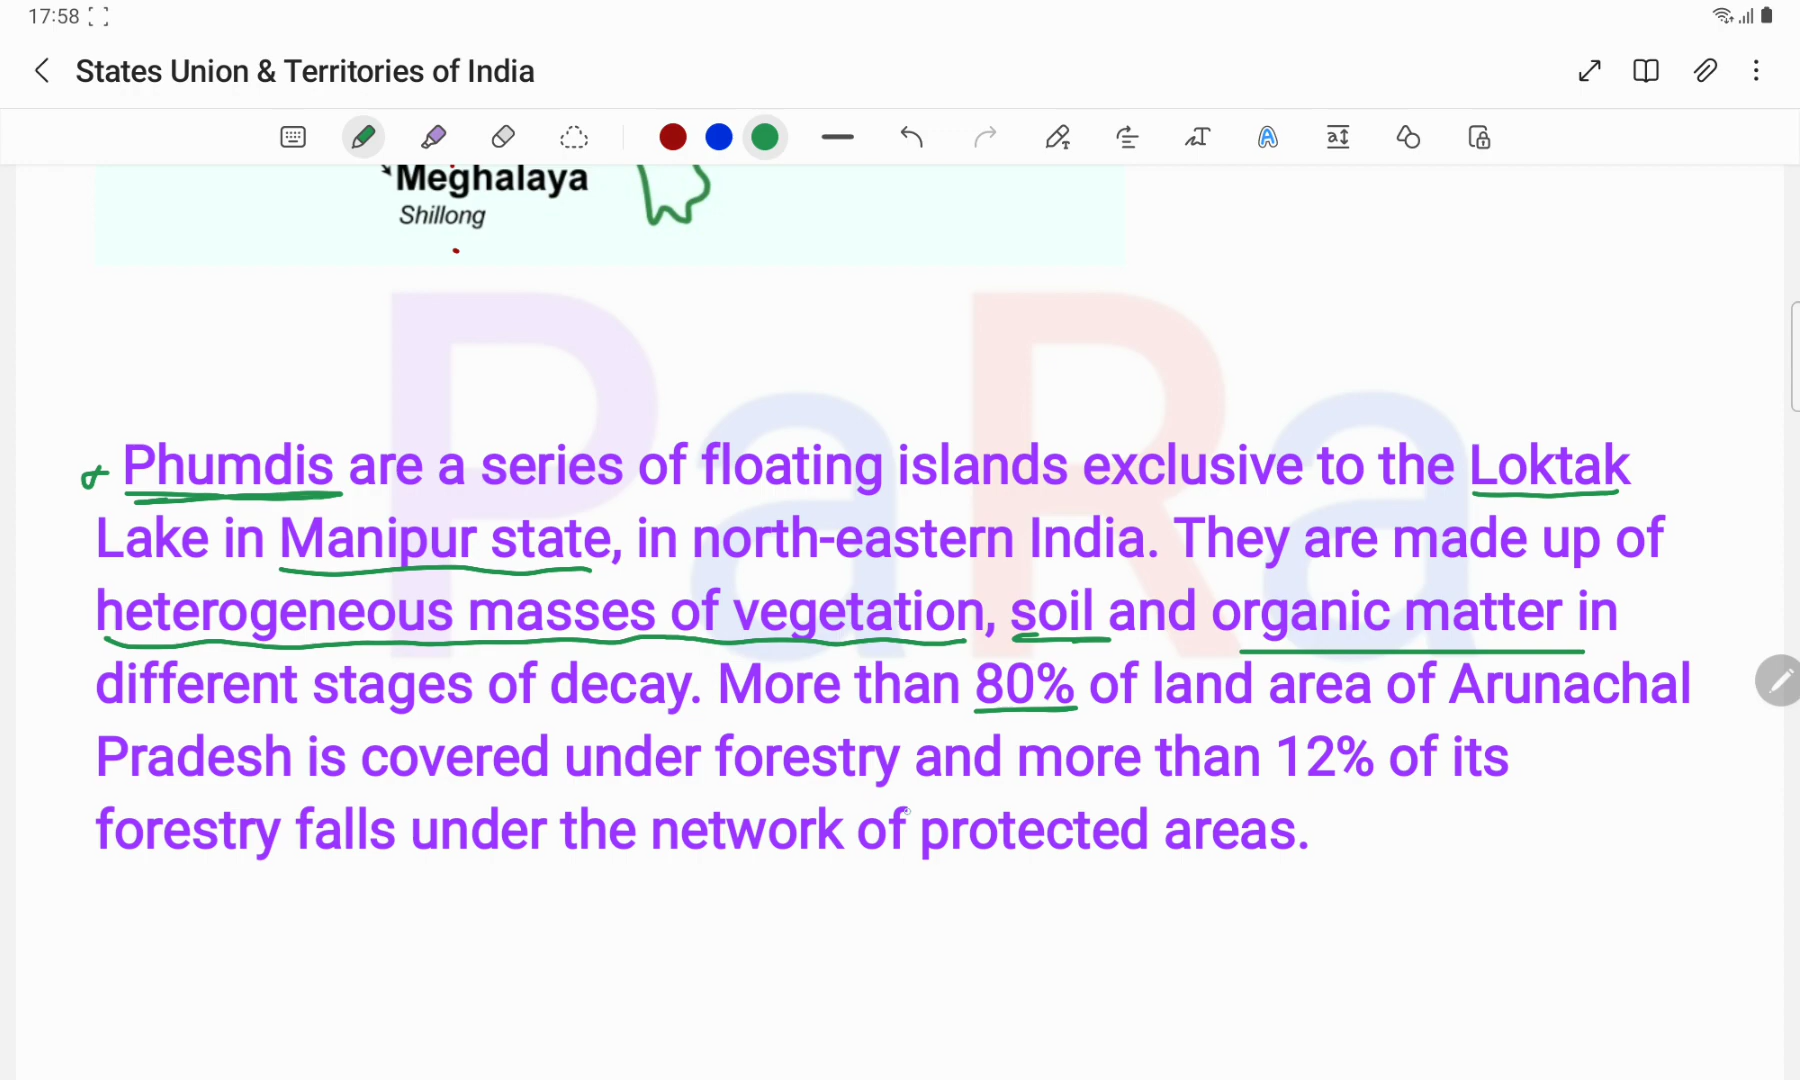 17:58
States Union & Territories of India
Meghalaya
Shillong
PaRa
Phumdis are a series of floating islands exclusive to the Loktak
Lake in Manipur state, in north-eastern India. They are made up of
heterogeneous masses of vegetation, soil and organic matter in
different stages of decay. More than 80% of land area of Arunachal
Pradesh is covered under forestry and more than 12% of its
forestry falls under the network of protected areas.